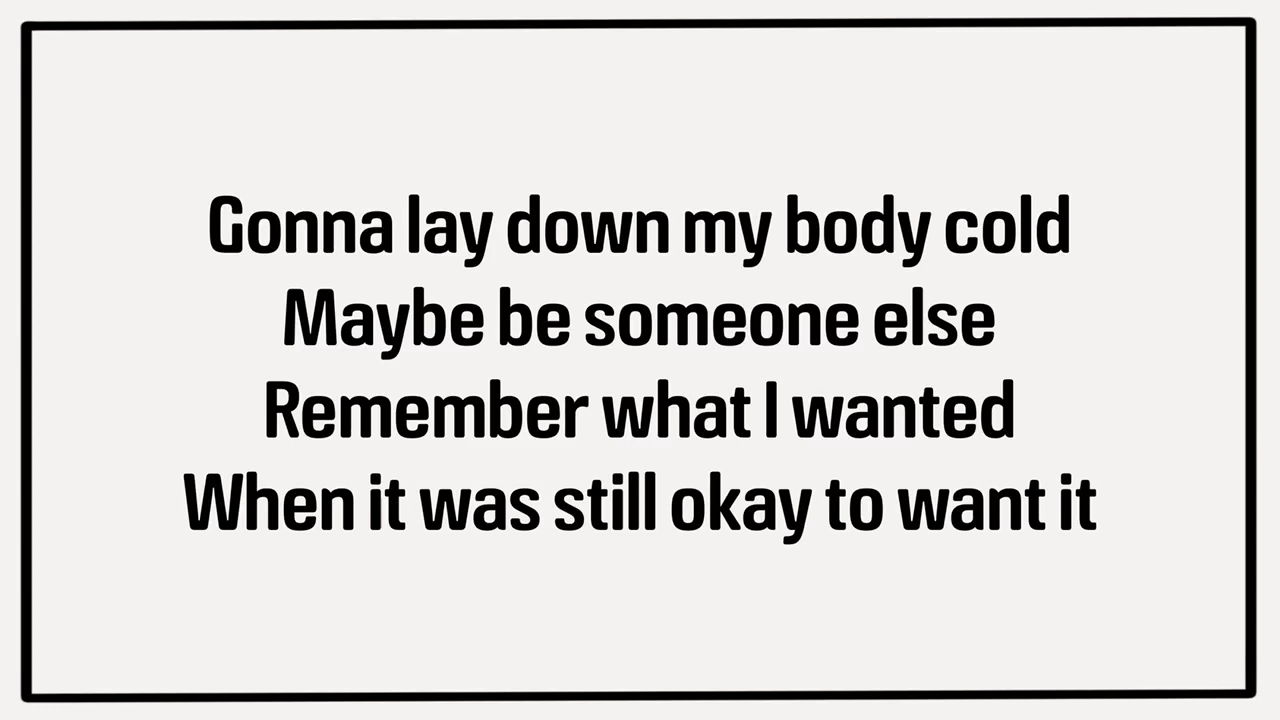 Gonna lay down my body cold
Maybe be someone else
Remember what I wanted
When it was still okay to want it